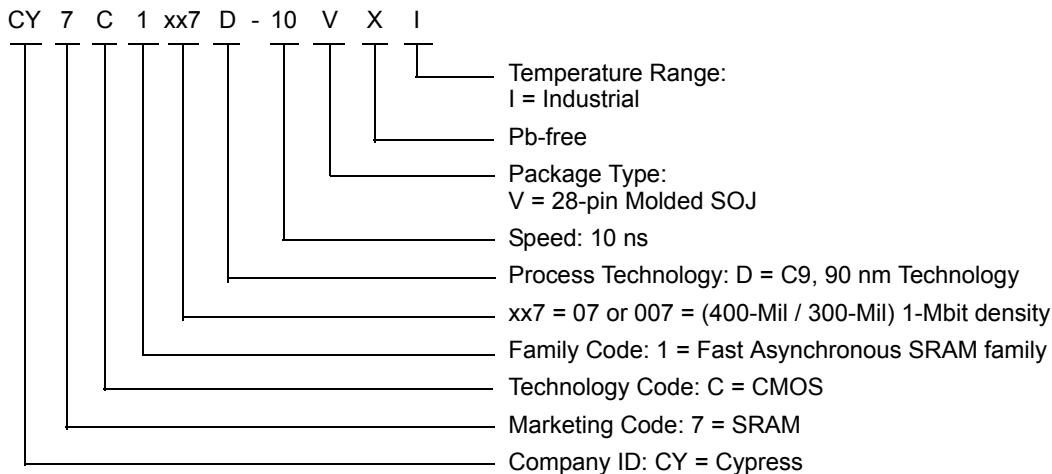 CY 7 C 1 xx7 D - 10 V X I
Temperature Range:
I = Industrial
Pb-free
Package Type:
V = 28-pin Molded SOJ
Speed: 10 ns
Process Technology: D = C9, 90 nm Technology
xx7 = 07 or 007 = (400-Mil / 300-Mil) 1-Mbit density
Family Code: 1 = Fast Asynchronous SRAM family
Technology Code: C = CMOS
Marketing Code: 7 = SRAM
Company ID: CY = Cypress